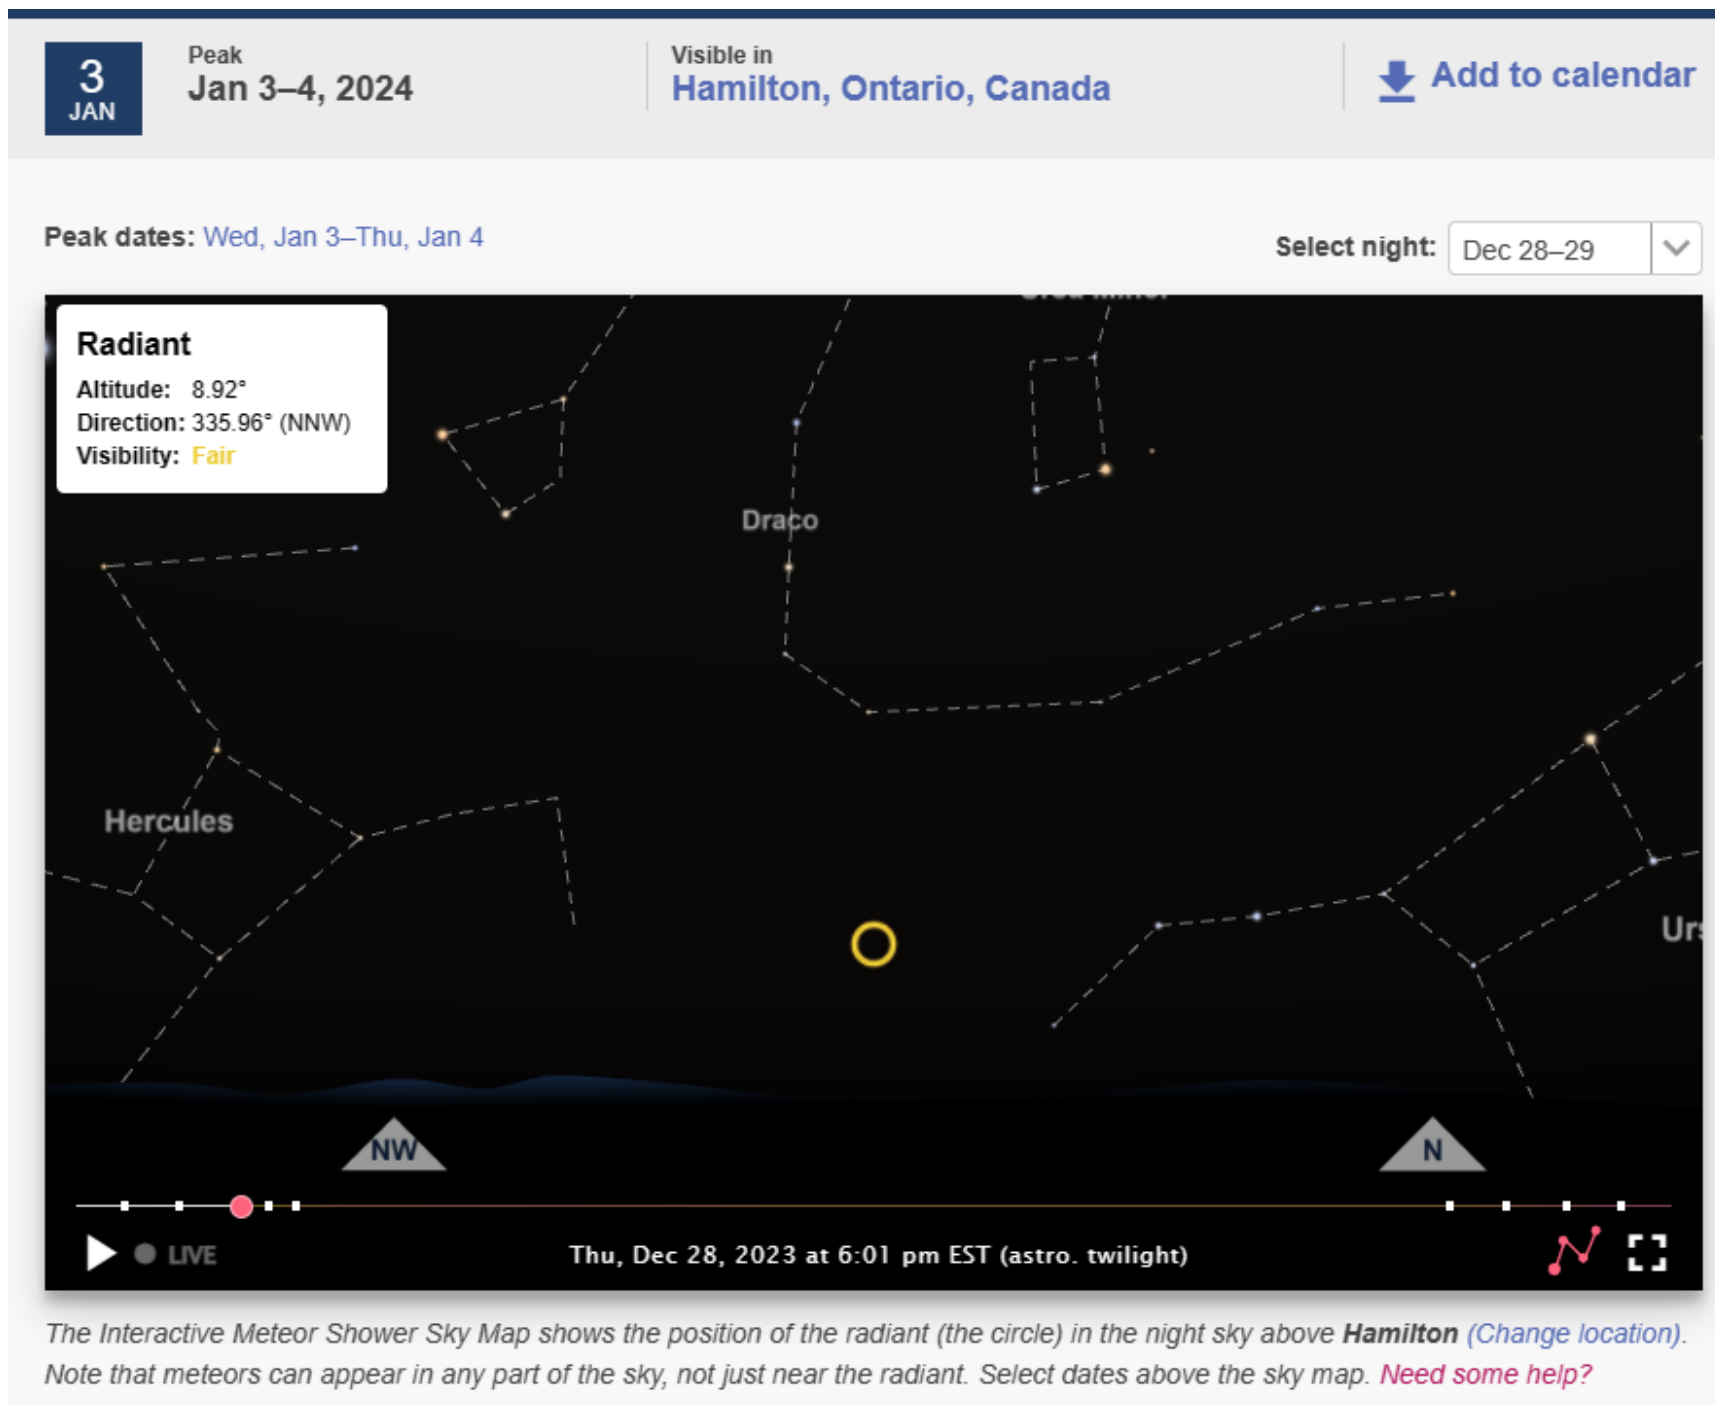 3
JAN
Peak
Jan 3–4, 2024
Visible in
Hamilton, Ontario, Canada
Add to calendar
Peak dates: Wed, Jan 3–Thu, Jan 4
Select night: Dec 28–29
Radiant
Altitude: 8.92°
Direction: 335.96° (NNW)
Visibility: Fair
Draco
Hercules
NW
N
LIVE
Thu, Dec 28, 2023 at 6:01 pm EST (astro. twilight)
The Interactive Meteor Shower Sky Map shows the position of the radiant (the circle) in the night sky above Hamilton (Change location).
Note that meteors can appear in any part of the sky, not just near the radiant. Select dates above the sky map. Need some help?